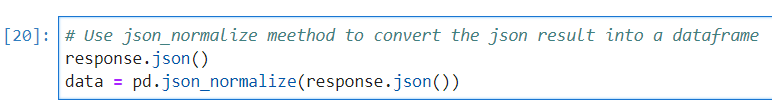 [20]: # Use json_normalize meethod to convert the json result into a dataframe
response.json()
data = pd.json_normalize(response.json())